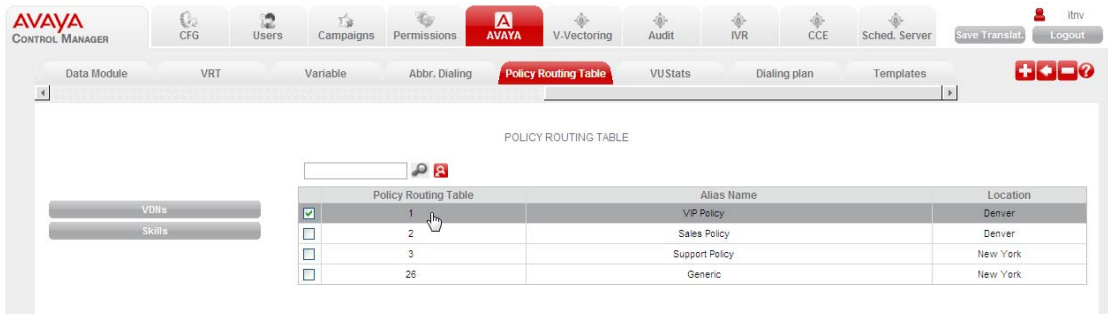 AVAYA
CONTROL MANAGER
CFG Users Campaigns Permissions AVAYA V-Vectoring Audit IVR CCE Sched. Server
itnv
Save Translat. Logout
Data Module VRT Variable Abbr. Dialing Policy Routing Table VUStats Dialing plan Templates
POLICY ROUTING TABLE
VDNs
Skills
Policy Routing Table Alias Name Location
1 VIP Policy Denver
2 Sales Policy Denver
3 Support Policy New York
26 Generic New York